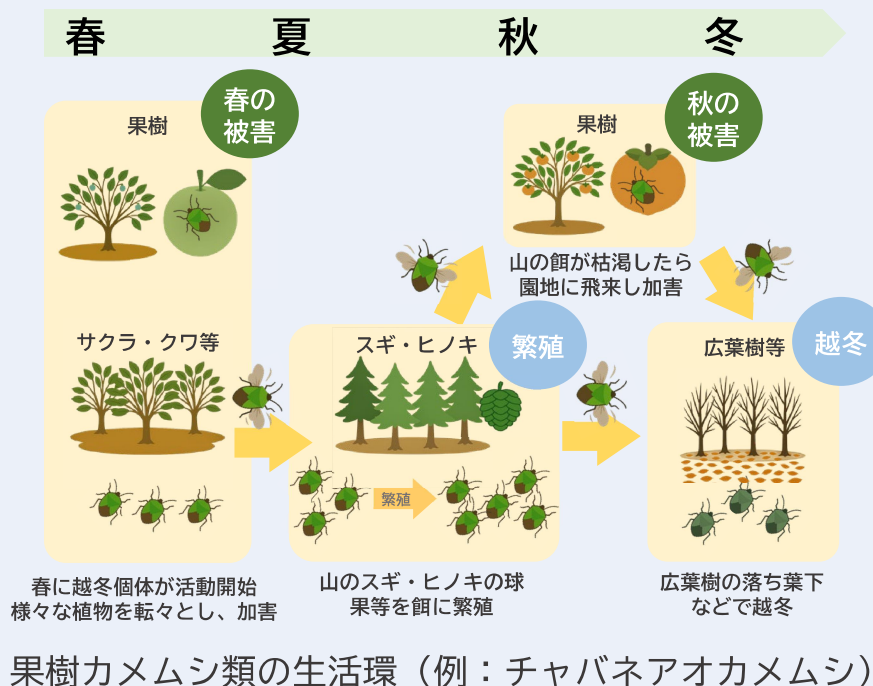 春 夏 秋 冬
春の
被害
果樹
サクラ・クワ等
春に越冬個体が活動開始
様々な植物を転々とし、加害
スギ・ヒノキ
繁殖
繁殖
山のスギ・ヒノキの球
果等を餌に繁殖
秋の
被害
果樹
山の餌が枯渇したら
園地に飛来し加害
広葉樹等
越冬
広葉樹の落ち葉下
などで越冬
果樹カメムシ類の生活環（例：チャバネアオカメムシ）